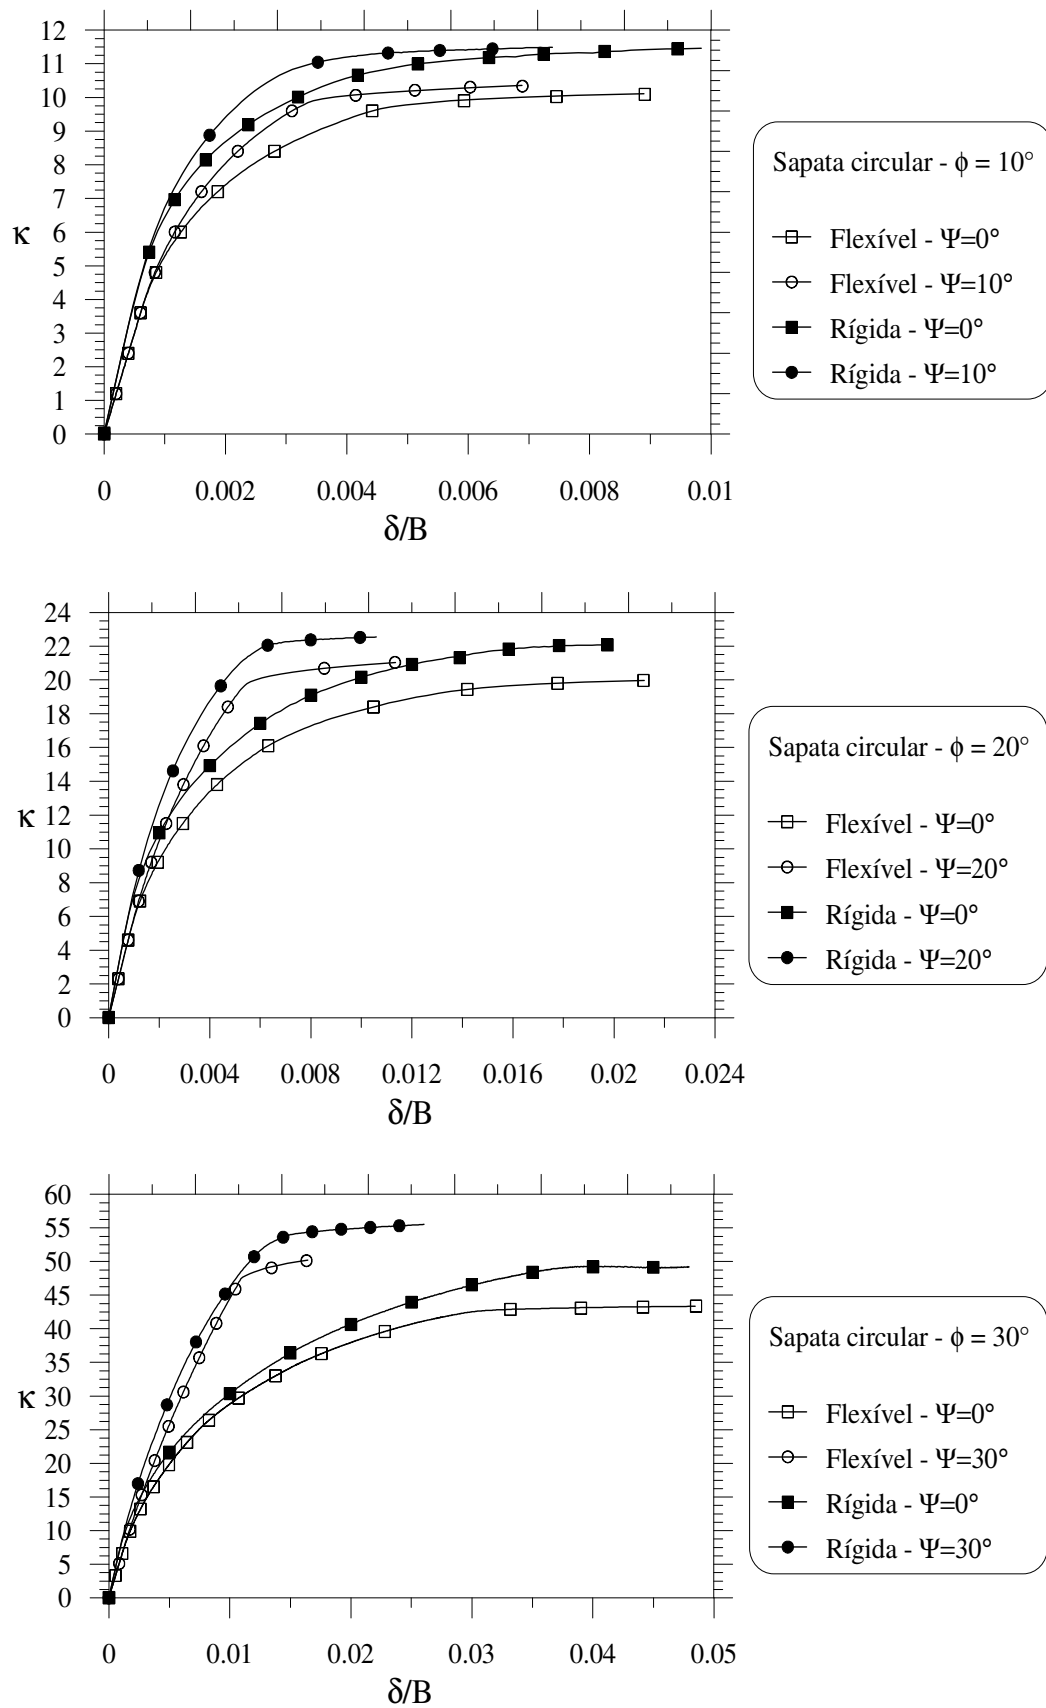 12
11
10
9
8
7
6
5
4
3
2
1
0
κ
0 0.002 0.004 0.006 0.008 0.01
δ/B
Sapata circular - ϕ = 10°
Flexível - Ψ=0°
Flexível - Ψ=10°
Rígida - Ψ=0°
Rígida - Ψ=10°
24
22
20
18
16
14
12
10
8
6
4
2
0
κ
0 0.004 0.008 0.012 0.016 0.02 0.024
δ/B
Sapata circular - ϕ = 20°
Flexível - Ψ=0°
Flexível - Ψ=20°
Rígida - Ψ=0°
Rígida - Ψ=20°
60
55
50
45
40
35
30
25
20
15
10
5
0
κ
0 0.01 0.02 0.03 0.04 0.05
δ/B
Sapata circular - ϕ = 30°
Flexível - Ψ=0°
Flexível - Ψ=30°
Rígida - Ψ=0°
Rígida - Ψ=30°